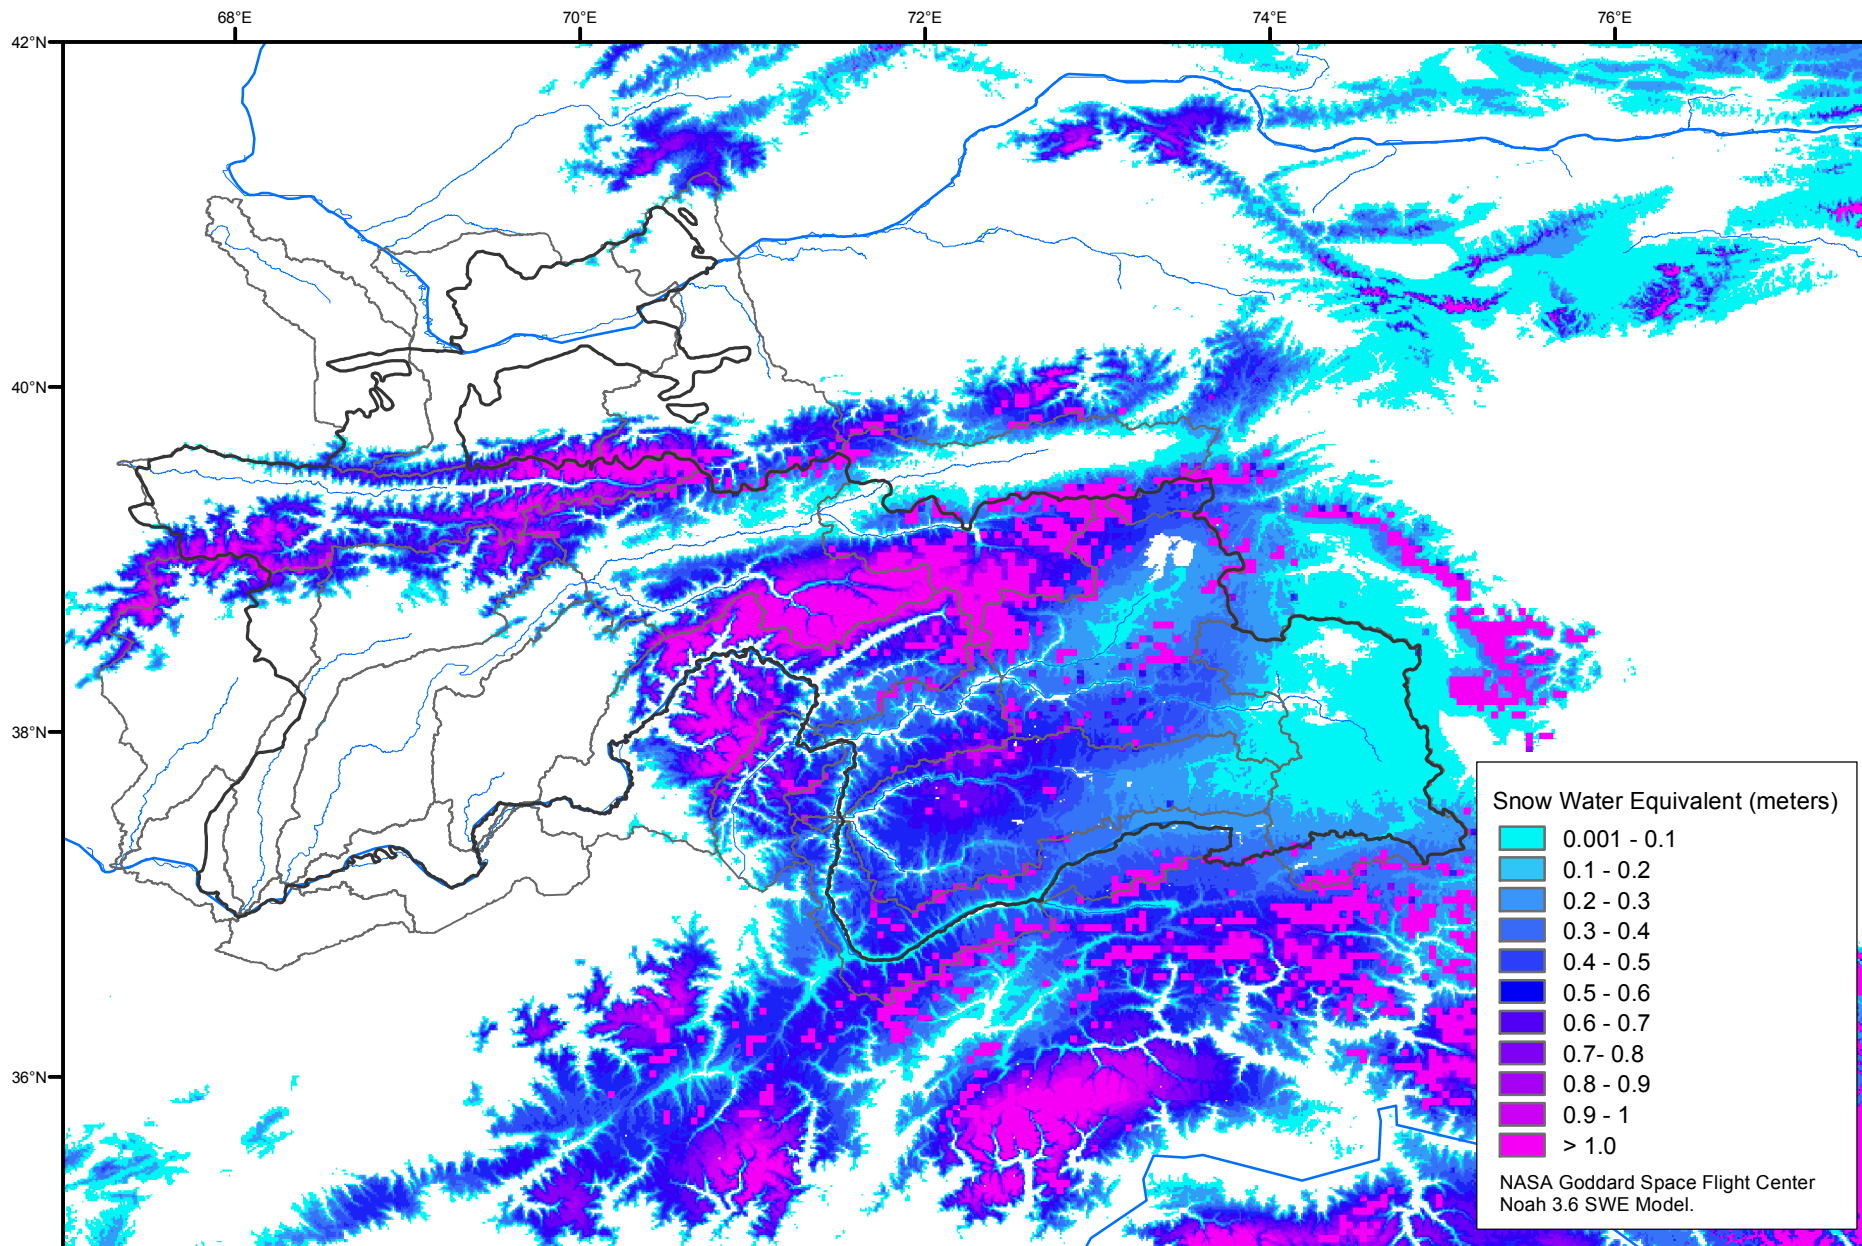 68°E
70°E
72°E
74°E
76°E
42°N
40°N
38°N
36°N
Snow Water Equivalent (meters)
0.001 - 0.1
0.1 - 0.2
0.2 - 0.3
0.3 - 0.4
0.4 - 0.5
0.5 - 0.6
0.6 - 0.7
0.7- 0.8
0.8 - 0.9
0.9 - 1
> 1.0
NASA Goddard Space Flight Center
Noah 3.6 SWE Model.